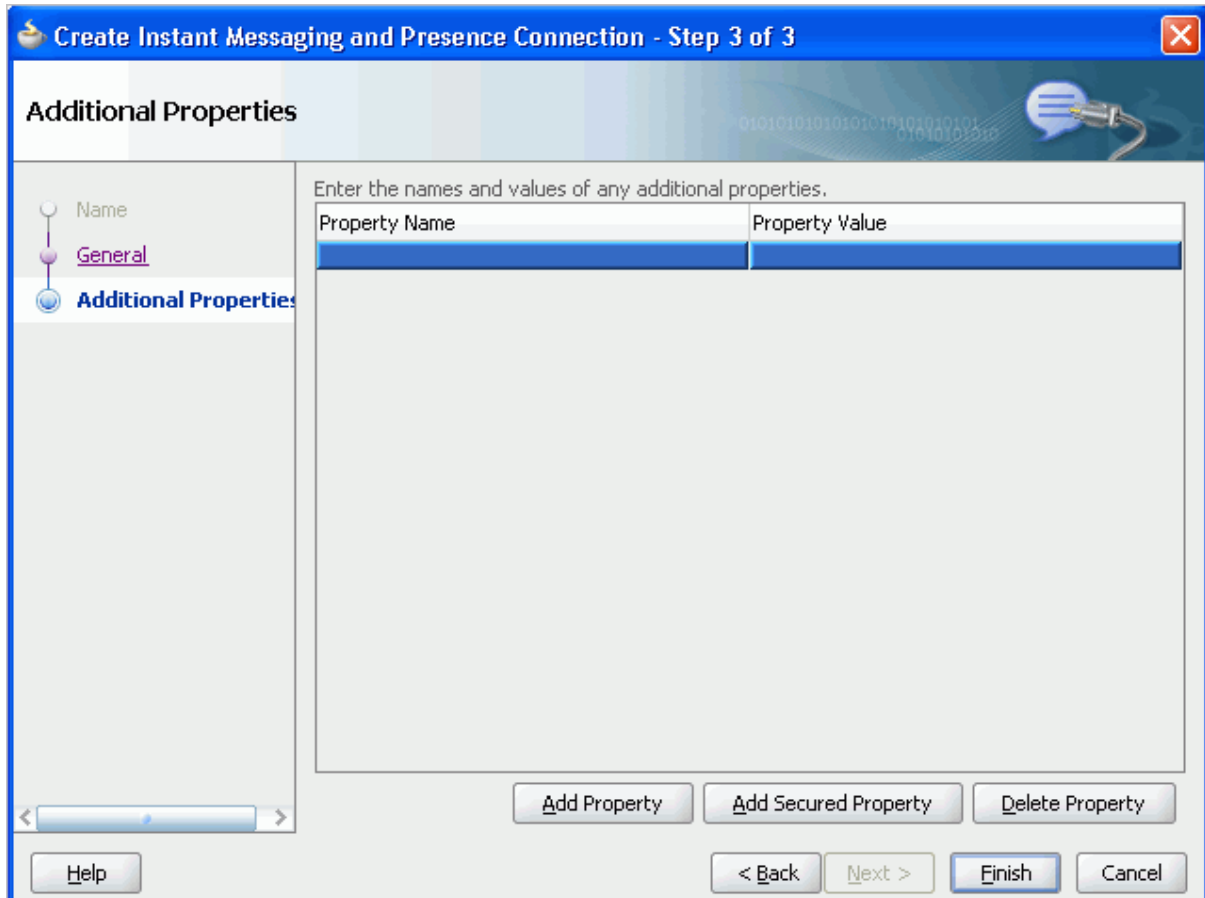 Create Instant Messaging and Presence Connection - Step 3 of 3
Additional Properties
01010101010101010101010101
01010101010
Name
General
Additional Properties
Enter the names and values of any additional properties.
Property Name Property Value
Add Property Add Secured Property Delete Property
Help < Back Next > Finish Cancel